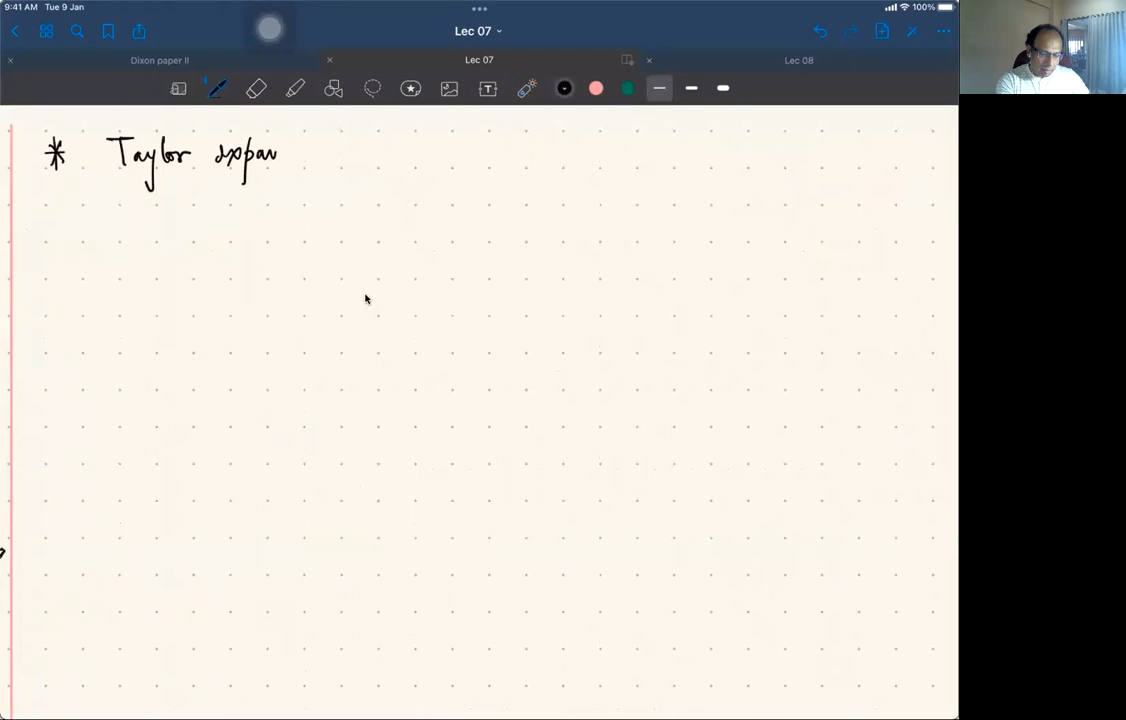 9:41 AM Tue 9 Jan
100%
Lec 07
Dixon paper II
Lec 07
Lec 08
* Taylor expan